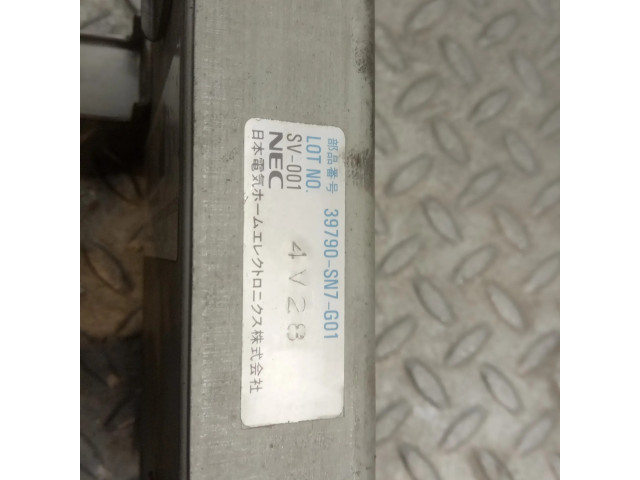 部品番号 39790-SN7-G01
LOT NO. 4V28
SV-001
NEC
日本電気ホームエレクトロニクス株式会社